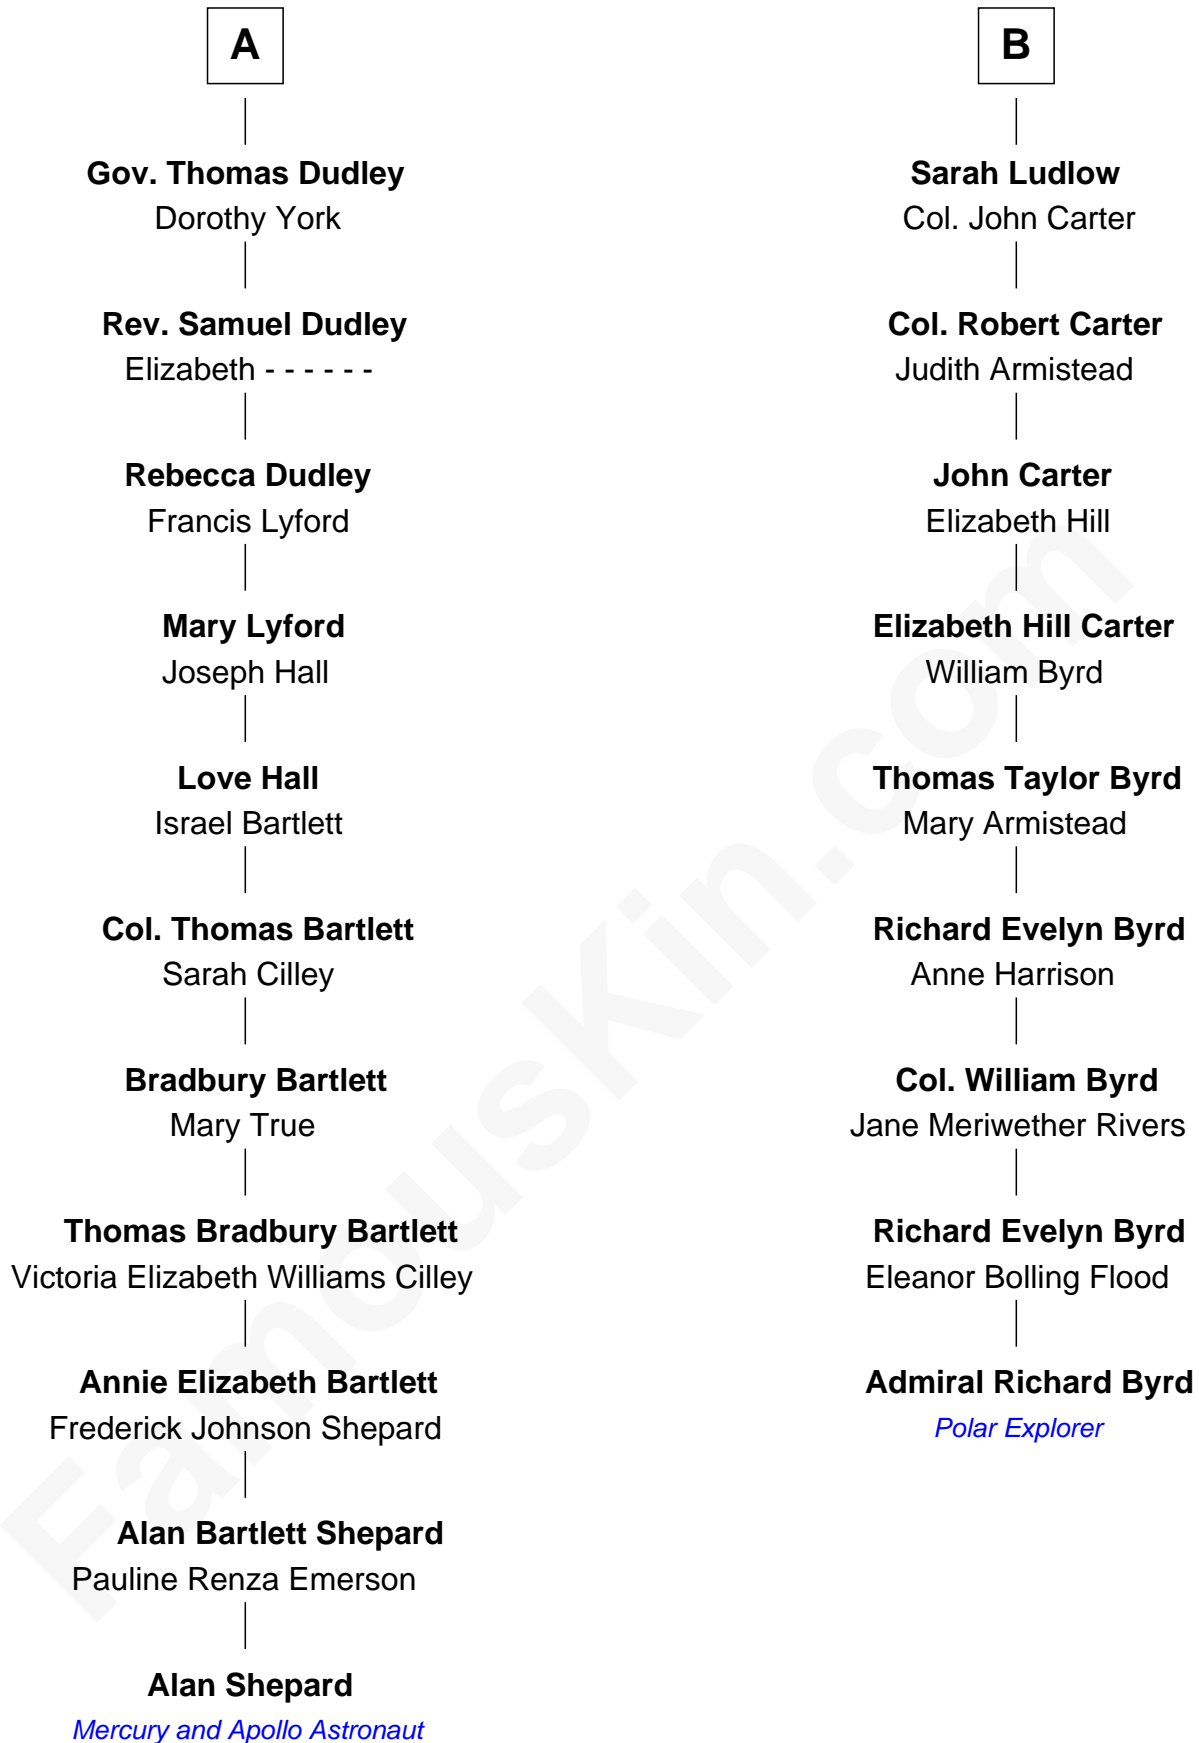 A
Gov. Thomas Dudley
Dorothy York
Rev. Samuel Dudley
Elizabeth - - - - - -
Rebecca Dudley
Francis Lyford
Mary Lyford
Joseph Hall
Love Hall
Israel Bartlett
Col. Thomas Bartlett
Sarah Cilley
Bradbury Bartlett
Mary True
Thomas Bradbury Bartlett
Victoria Elizabeth Williams Cilley
Annie Elizabeth Bartlett
Frederick Johnson Shepard
Alan Bartlett Shepard
Pauline Renza Emerson
Alan Shepard
Mercury and Apollo Astronaut
B
Sarah Ludlow
Col. John Carter
Col. Robert Carter
Judith Armistead
John Carter
Elizabeth Hill
Elizabeth Hill Carter
William Byrd
Thomas Taylor Byrd
Mary Armistead
Richard Evelyn Byrd
Anne Harrison
Col. William Byrd
Jane Meriwether Rivers
Richard Evelyn Byrd
Eleanor Bolling Flood
Admiral Richard Byrd
Polar Explorer
FamousKin.com